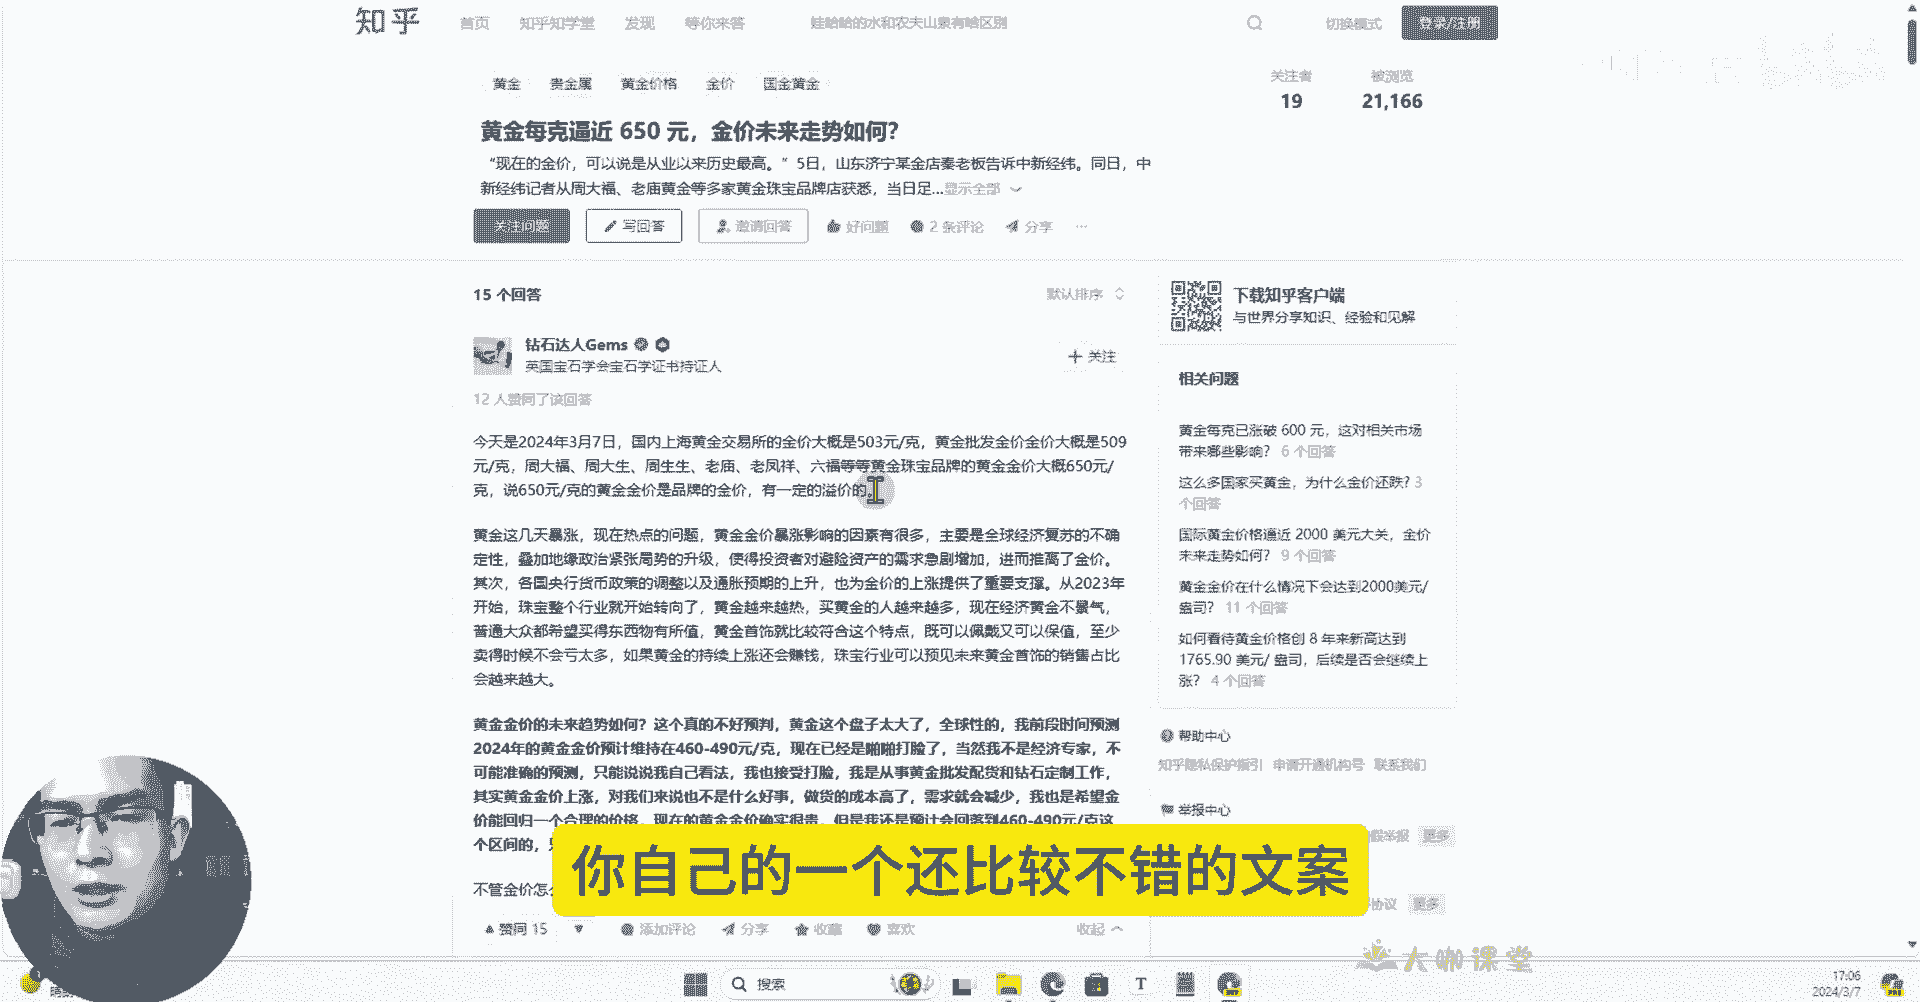 知乎 首页 知乎知学堂 发现 等你来答 娃哈哈的水和农夫山泉有啥区别 切换模式 登录/注册
黄金 贵金属 黄金价格 金价 国金黄金
关注者 被浏览
19 21,166
黄金每克逼近 650 元，金价未来走势如何？
“现在的金价，可以说是从业以来历史最高。”5日，山东济宁某金店秦老板告诉中新经纬。同日，中
新经纬记者从周大福、老庙黄金等多家黄金珠宝品牌店获悉，当日足...显示全部
关注问题 写回答 邀请回答 好问题 2 条评论 分享 ...
15 个回答 默认排序
钻石达人Gems
英国宝石学会宝石学证书持证人
+ 关注
12 人赞同了该回答
今天是2024年3月7日，国内上海黄金交易所的金价大概是503元/克，黄金批发金价金价大概是509
元/克，周大福、周大生、周生生、老庙、老凤祥、六福等等黄金珠宝品牌的黄金金价大概650元/
克，说650元/克的黄金金价是品牌的金价，有一定的溢价的。
黄金这几天暴涨，现在热点的问题，黄金金价暴涨影响的因素有很多，主要是全球经济复苏的不确
定性，叠加地缘政治紧张局势的升级，使得投资者对避险资产的需求急剧增加，进而推高了金价。
其次，各国央行货币政策的调整以及通胀预期的上升，也为金价的上涨提供了重要支撑。从2023年
开始，珠宝整个行业就开始转向了，黄金越来越热，买黄金的人越来越多，现在经济黄金不景气，
普通大众都希望买得东西物有所值，黄金首饰就比较符合这个特点，既可以佩戴又可以保值，至少
卖得时候不会亏太多，如果黄金的持续上涨还会赚钱，珠宝行业可以预见未来黄金首饰的销售占比
会越来越大。
黄金金价的未来趋势如何？这个真的不好预判，黄金这个盘子太大了，全球性的，我前段时间预测
2024年的黄金金价预计维持在460-490元/克，现在已经是啪啪打脸了，当然我不是经济专家，不
可能准确的预测，只能说说我自己看法，我也接受打脸，我是从事黄金批发配货和钻石定制工作，
其实黄金金价上涨，对我们来说也不是什么好事，做货的成本高了，需求就会减少，我也是希望金
价能回归一个合理的价格，现在的黄金金价确实很贵，但是我还是预计会回落到460-490元/克这
个区间的，
不管金价怎
赞同 15 添加评论 分享 收藏 喜欢 收起
下载知乎客户端
与世界分享知识、经验和见解
相关问题
黄金每克已涨破 600 元，这对相关市场
带来哪些影响？ 6 个回答
这么多国家买黄金，为什么金价还跌？ 3
个回答
国际黄金价格逼近 2000 美元大关，金价
未来走势如何？ 9 个回答
黄金金价在什么情况下会达到2000美元/
盎司？ 11 个回答
如何看待黄金价格创 8 年来新高达到
1765.90 美元/ 盎司，后续是否会继续上
涨？ 4 个回答
帮助中心
知乎隐私保护指引 申请开通机构号 联系我们
举报中心
举报 更多
协议 更多
你自己的一个还比较不错的文案
大咖课堂
搜索
17:06
2024/3/7